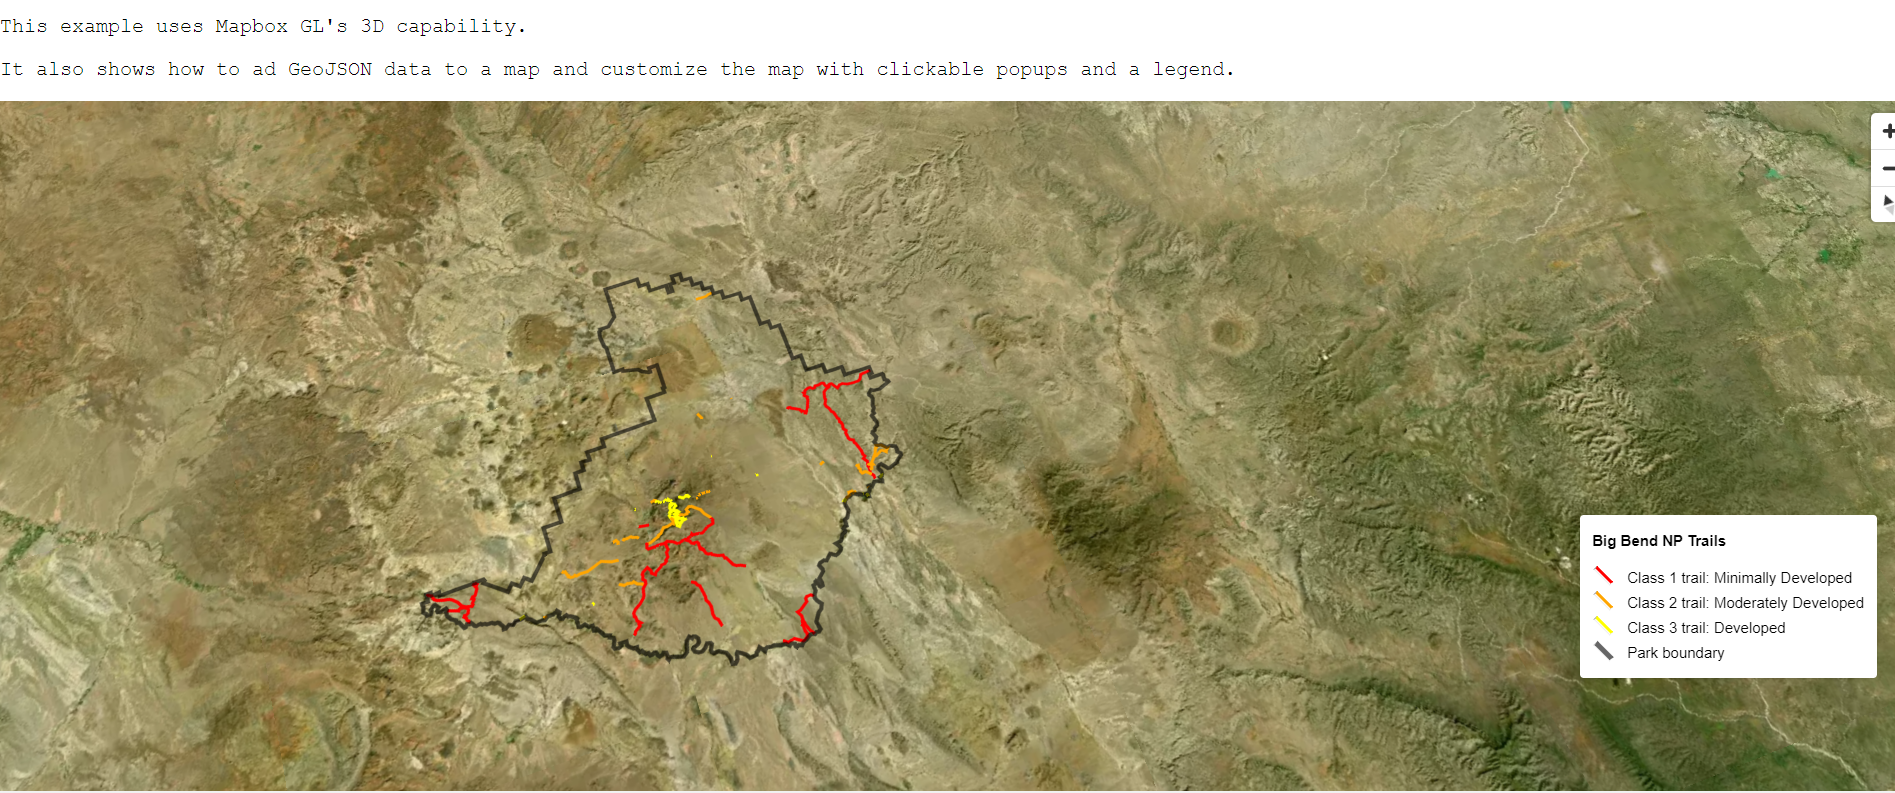 This example uses Mapbox GL's 3D capability.
It also shows how to ad GeoJSON data to a map and customize the map with clickable popups and a legend.
Big Bend NP Trails
Class 1 trail: Minimally Developed
Class 2 trail: Moderately Developed
Class 3 trail: Developed
Park boundary